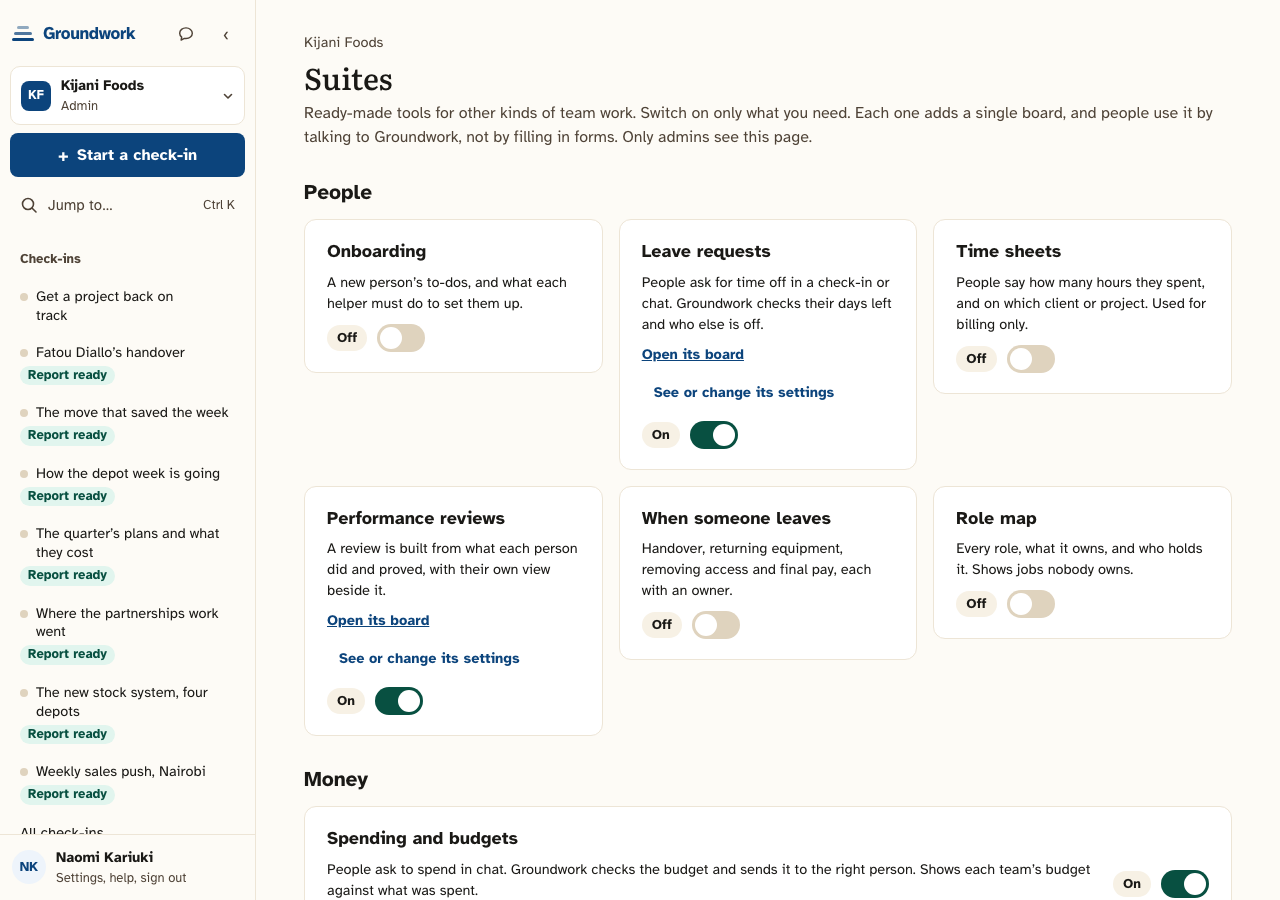 Groundwork
KF
Kijani Foods
Admin
+ Start a check-in
Jump to...
Ctrl K
Check-ins
Get a project back on
track
Fatou Diallo's handover
Report ready
The move that saved the week
Report ready
How the depot week is going
Report ready
The quarter's plans and what
they cost
Report ready
Where the partnerships work
went
Report ready
The new stock system, four
depots
Report ready
Weekly sales push, Nairobi
Report ready
All check-ins
NK
Naomi Kariuki
Settings, help, sign out
Kijani Foods
Suites
Ready-made tools for other kinds of team work. Switch on only what you need. Each one adds a single board, and people use it by
talking to Groundwork, not by filling in forms. Only admins see this page.
People
Onboarding
A new person's to-dos, and what each
helper must do to set them up.
Off
Leave requests
People ask for time off in a check-in or
chat. Groundwork checks their days left
and who else is off.
Open its board
See or change its settings
On
Time sheets
People say how many hours they spent,
and on which client or project. Used for
billing only.
Off
Performance reviews
A review is built from what each person
did and proved, with their own view
beside it.
Open its board
See or change its settings
On
When someone leaves
Handover, returning equipment,
removing access and final pay, each
with an owner.
Off
Role map
Every role, what it owns, and who holds
it. Shows jobs nobody owns.
Off
Money
Spending and budgets
People ask to spend in chat. Groundwork checks the budget and sends it to the right person. Shows each team's budget
against what was spent.
On